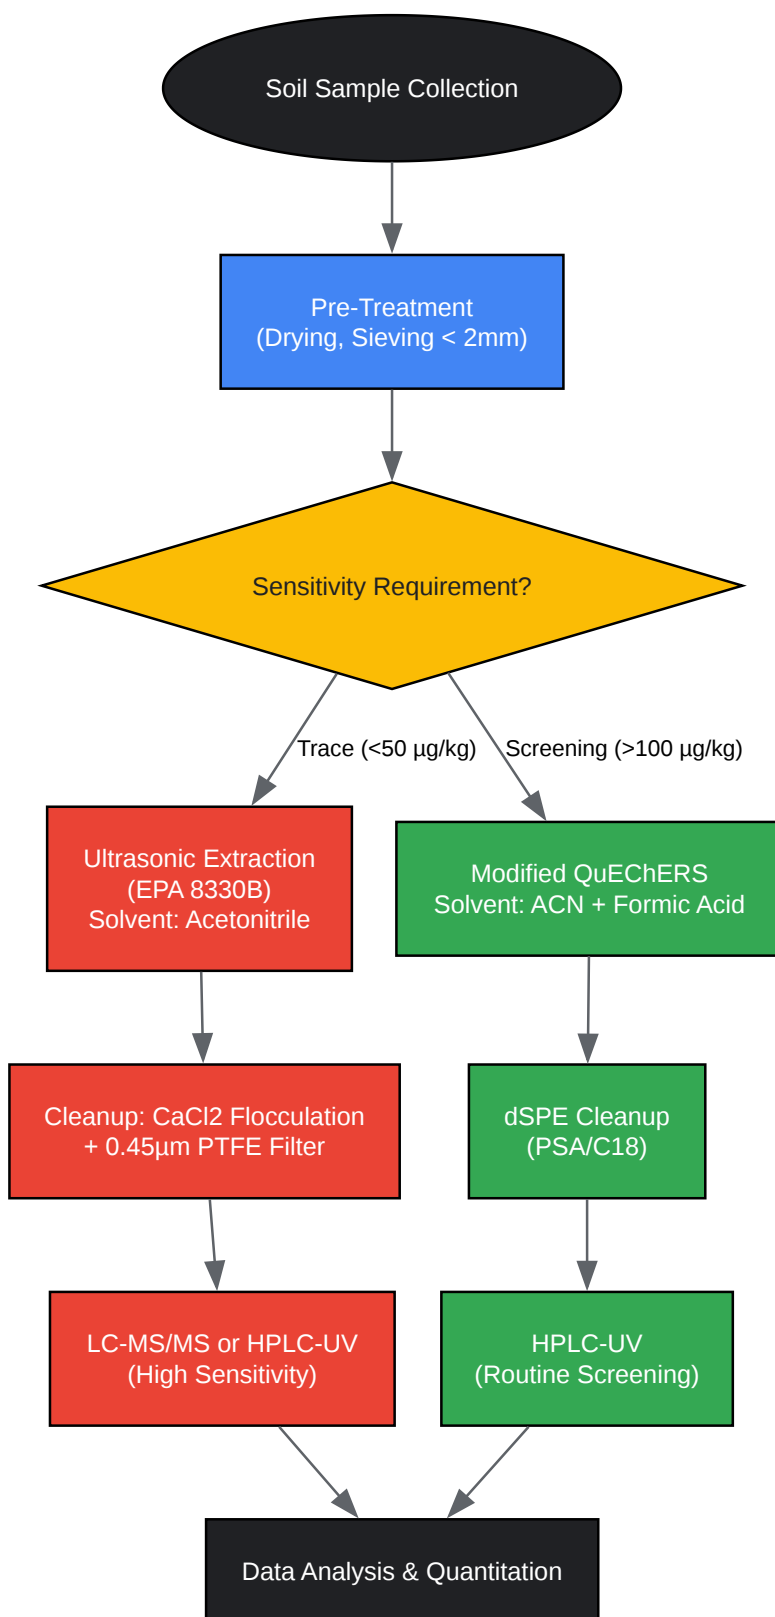 Soil Sample Collection
Pre-Treatment
(Drying, Sieving < 2mm)
Sensitivity Requirement?
Trace (<50 µg/kg)
Screening (>100 µg/kg)
Ultrasonic Extraction
(EPA 8330B)
Solvent: Acetonitrile
Modified QuEChERS
Solvent: ACN + Formic Acid
Cleanup: CaCl2 Flocculation
+ 0.45µm PTFE Filter
dSPE Cleanup
(PSA/C18)
LC-MS/MS or HPLC-UV
(High Sensitivity)
HPLC-UV
(Routine Screening)
Data Analysis & Quantitation